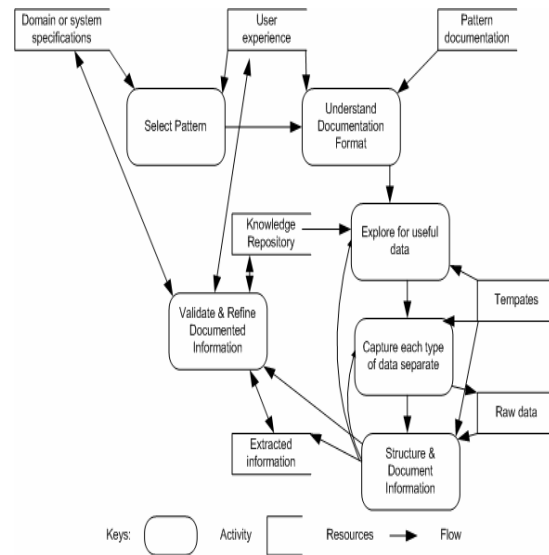 Domain or system
specifications
User
experience
Pattern
documentation
Select Pattern
Understand
Documentation
Format
Knowledge
Repository
Explore for useful
data
Tempates
Validate & Refine
Documented
Information
Capture each type
of data separate
Raw data
Extracted
information
Structure &
Document
Information
Keys:
Activity
Resources
Flow